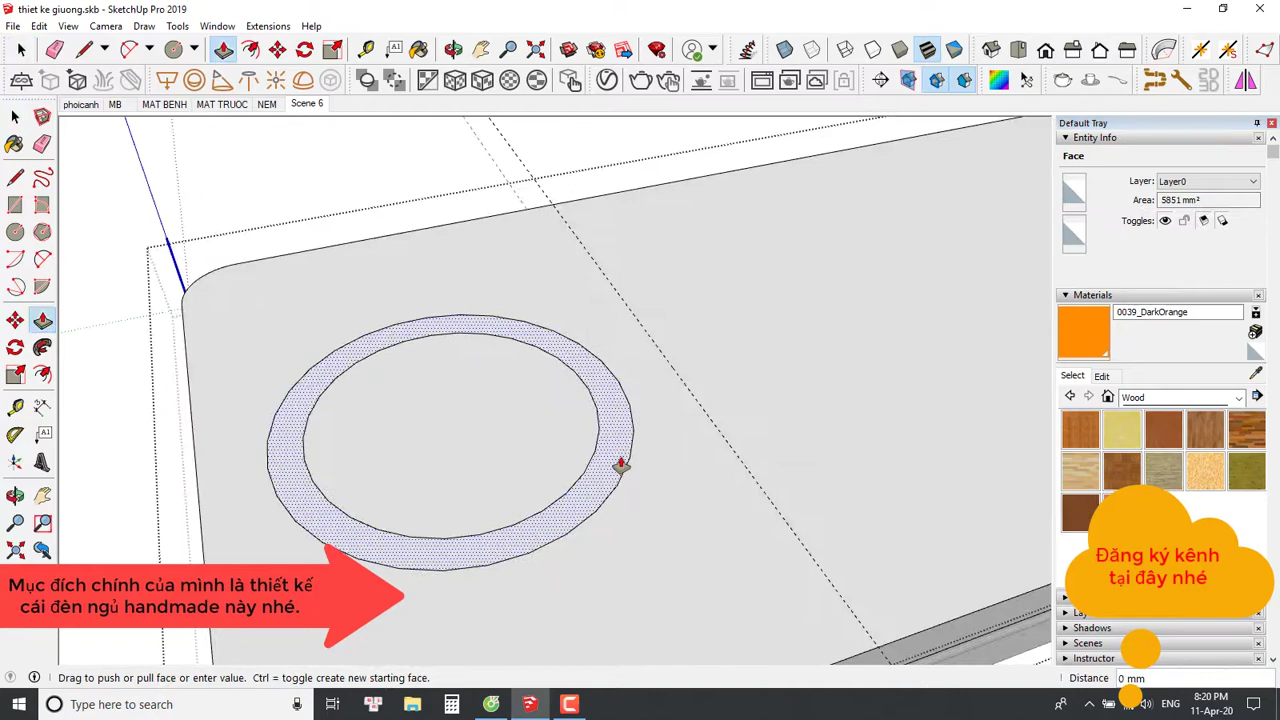 thiet ke giuong.skb - SketchUp Pro 2019
File Edit View Camera Draw Tools Window Extensions Help
A1
phoicanh MB MAT BENH MAT TRUOC NEM Scene 6
Default Tray
Entity Info
Face
Layer: Layer0
Area: 5851 mm²
Toggles:
Materials
0039_DarkOrange
Select Edit
Wood
A1
Đăng ký kênh
tại đây nhé
Mục đích chính của mình là thiết kế
cái đèn ngủ handmade này nhé.
Shadows
Scenes
Instructor
Drag to push or pull face or enter value. Ctrl = toggle create new starting face.
Distance 0 mm
Type here to search
ENG
8:20 PM
11-Apr-20